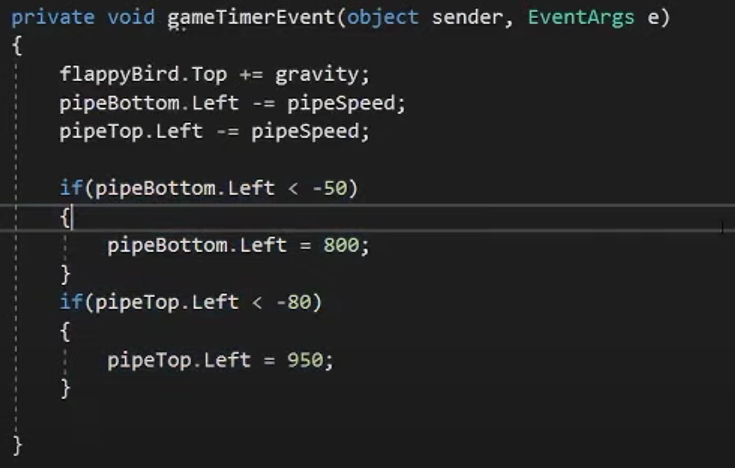 private void gameTimerEvent(object sender, EventArgs e)
{
flappyBird.Top += gravity;
pipeBottom.Left -= pipeSpeed;
pipeTop.Left -= pipeSpeed;
if(pipeBottom.Left < -50)
{
pipeBottom.Left = 800;
}
if(pipeTop.Left < -80)
{
pipeTop.Left = 950;
}
}